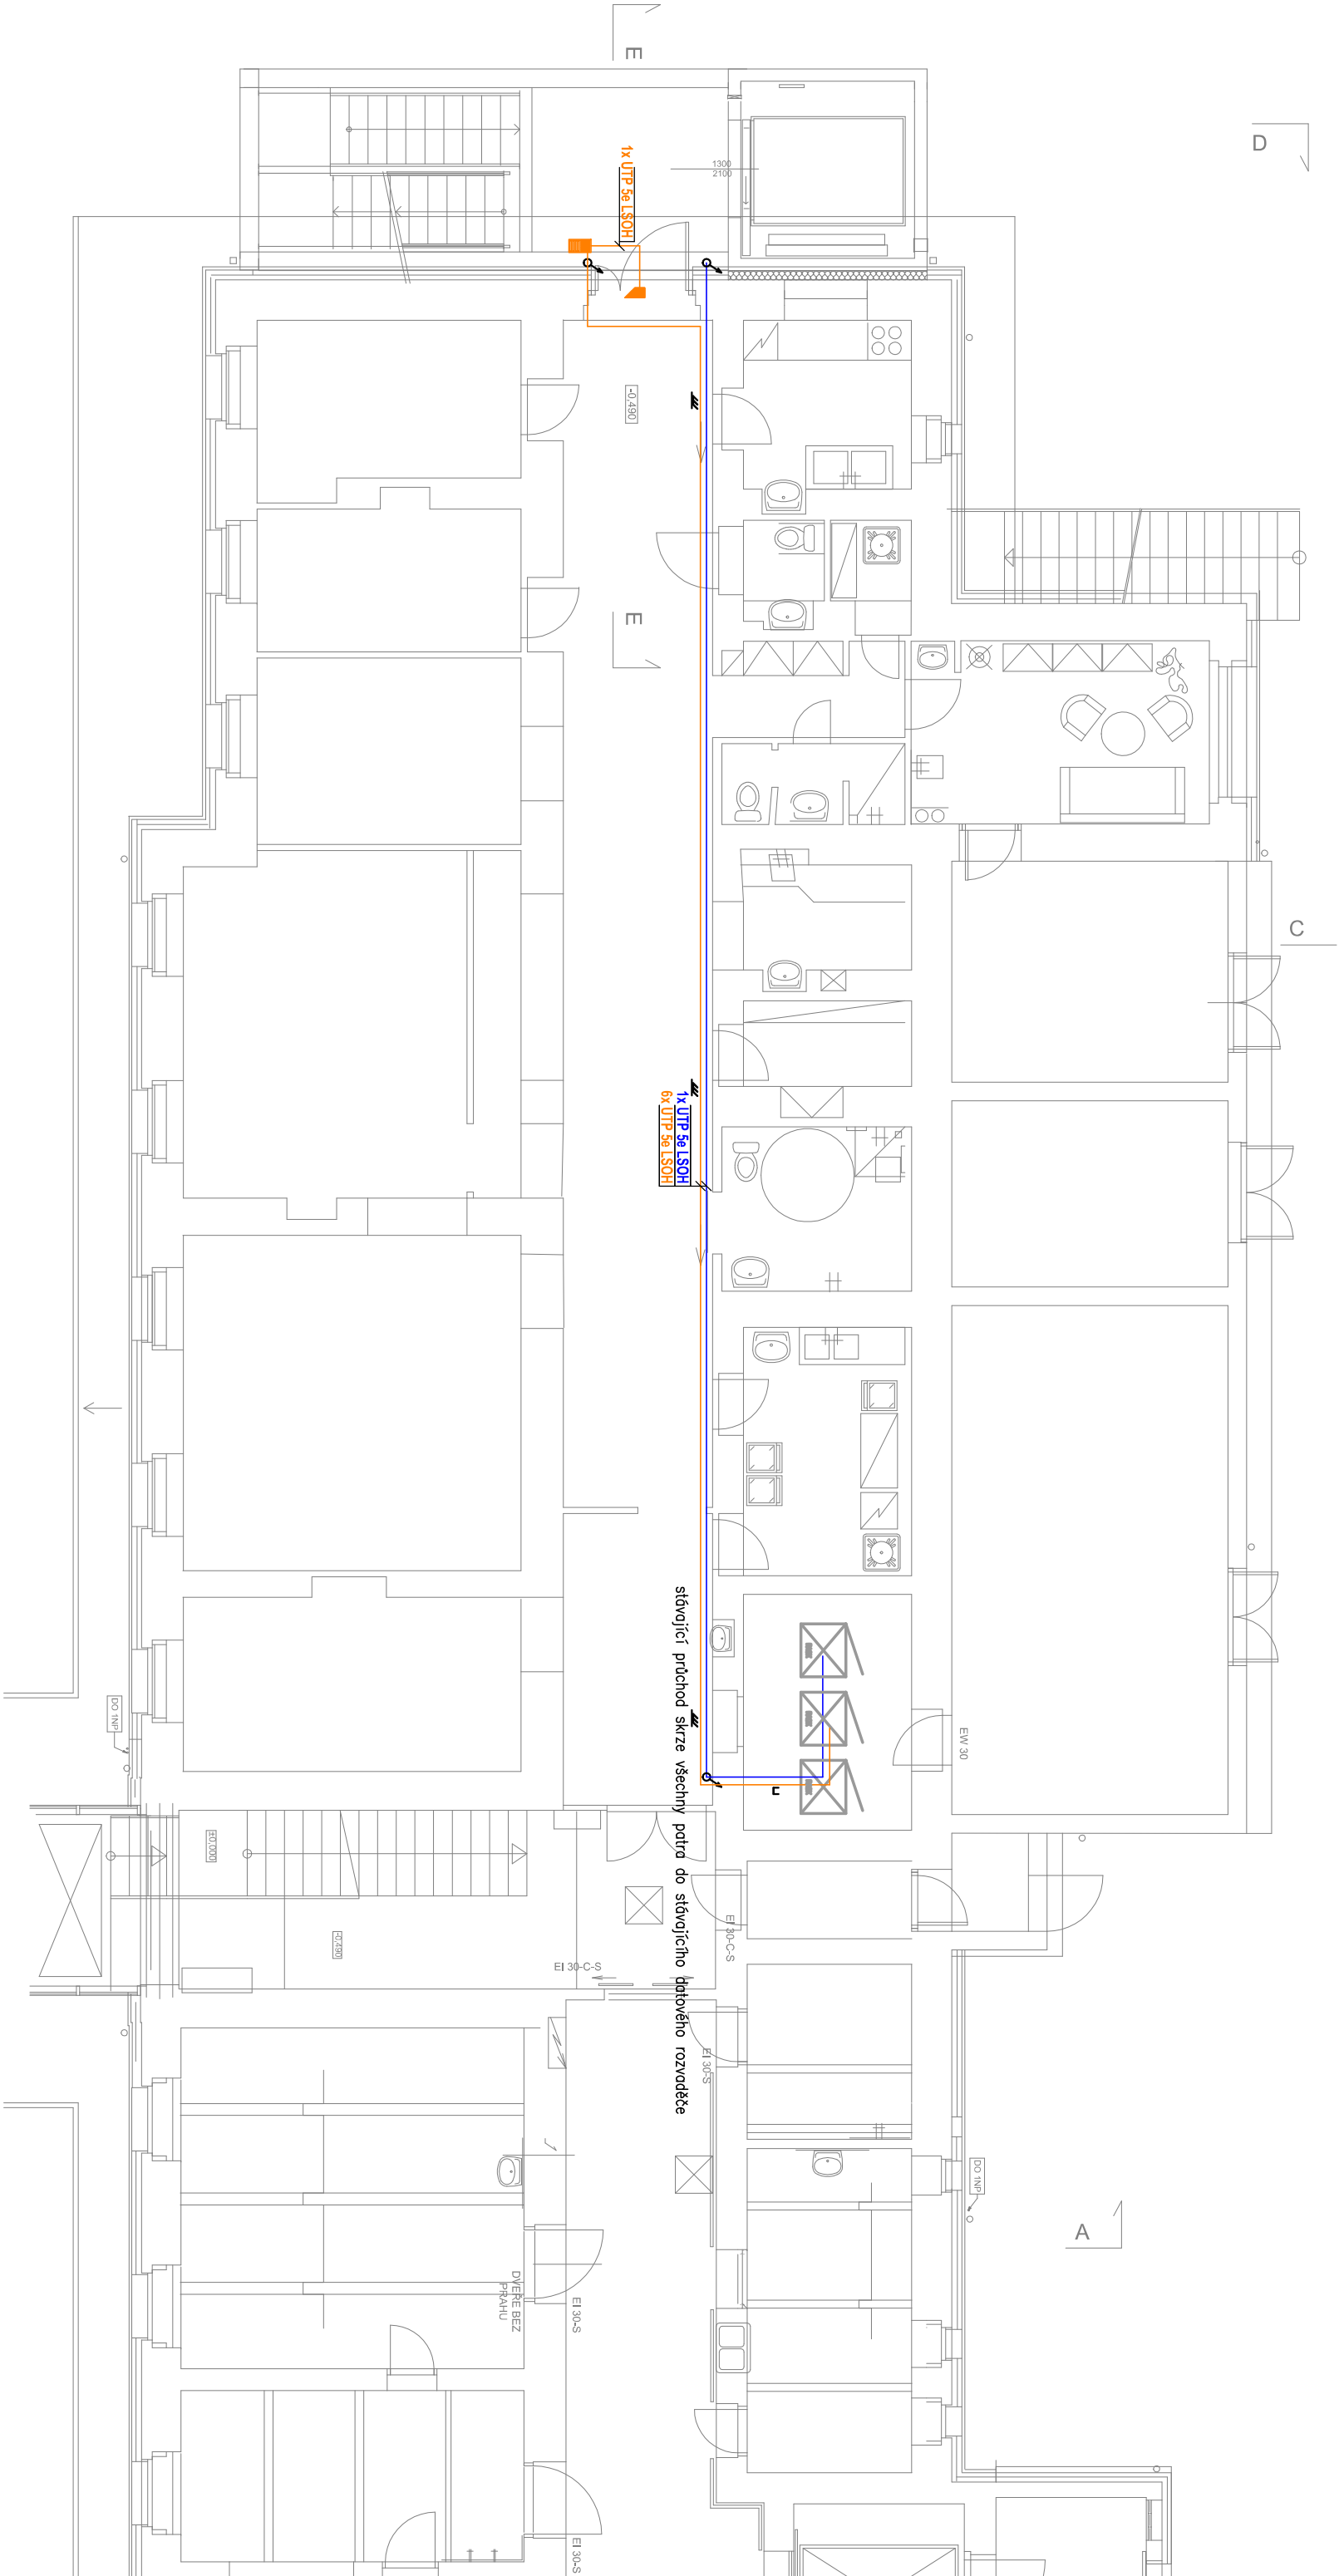 E
D
1x UTP 5e LSOH
1300
2100
-0,490
E
C
1x UTP 5e LSOH
6x UTP 5e LSOH
stávající průchod skrze všechny patra do stávajícího datového rozvaděče
DO 1NP
EW 30
±0,000
-0,490
EI 30-C-S
EI 30-C-S
EI 30-S
DO 1NP
A
DVEŘE BEZ
PRAHU
EI 30-S
EI 30-S